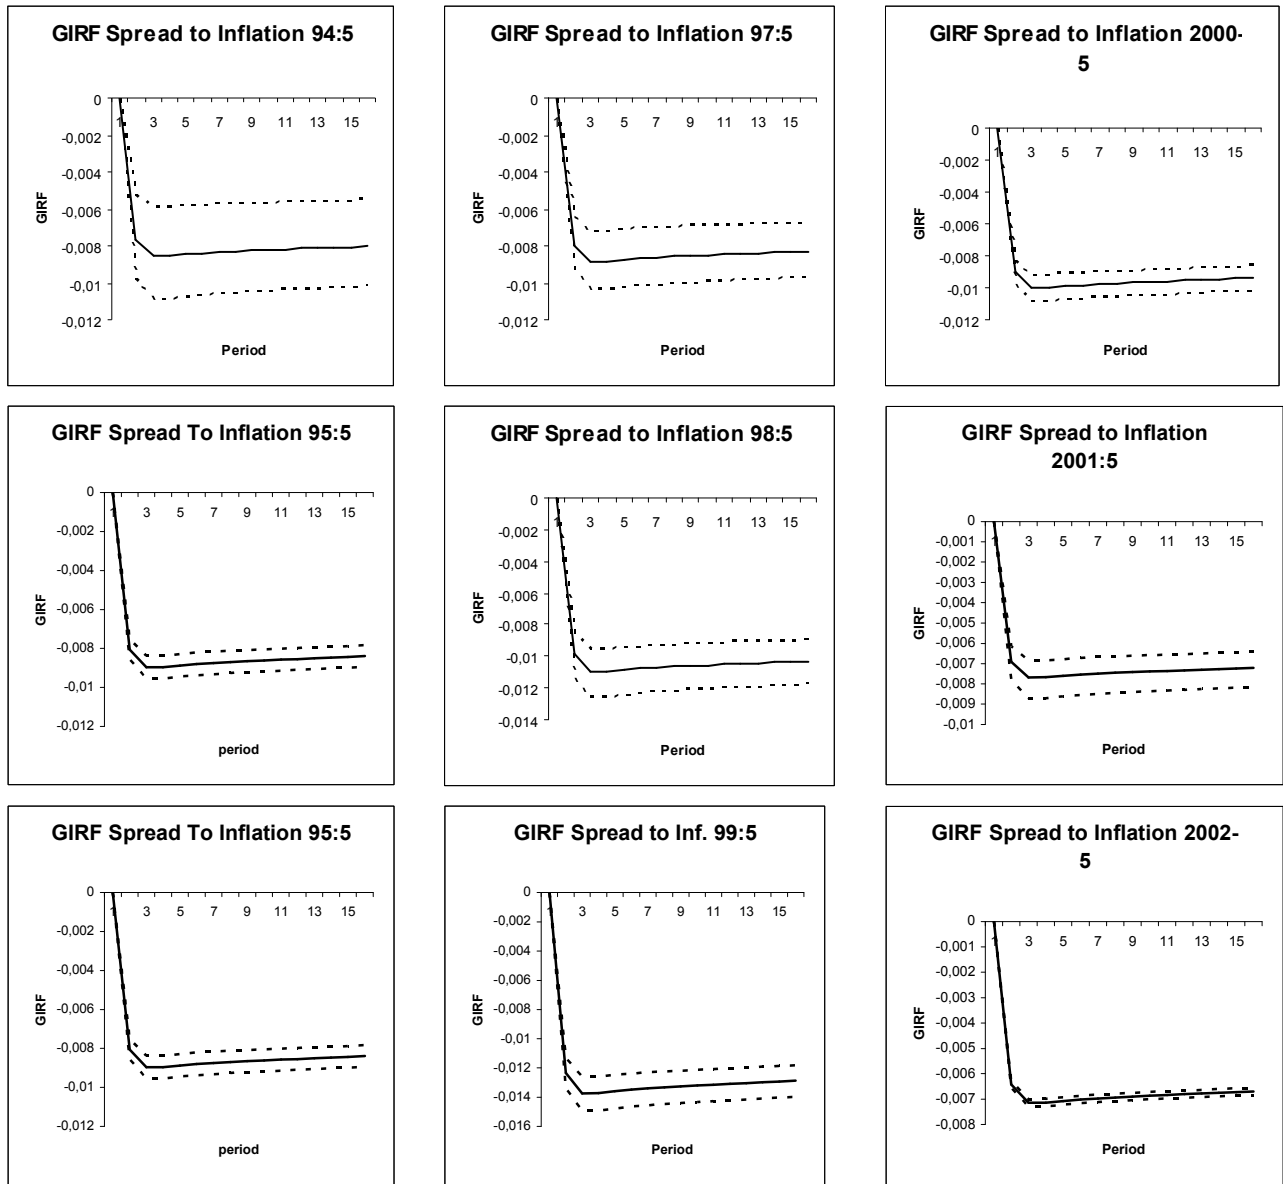 GIRF Spread to Inflation 94:5
0
-0,002
-0,004
-0,006
-0,008
-0,01
-0,012
1 3 5 7 9 11 13 15
GIRF
Period
GIRF Spread to Inflation 97:5
0
-0,002
-0,004
-0,006
-0,008
-0,01
-0,012
1 3 5 7 9 11 13 15
GIRF
Period
GIRF Spread to Inflation 2000-
5
0
-0,002
-0,004
-0,006
-0,008
-0,01
-0,012
1 3 5 7 9 11 13 15
GIRF
Period
GIRF Spread To Inflation 95:5
0
-0,002
-0,004
-0,006
-0,008
-0,01
-0,012
1 3 5 7 9 11 13 15
GIRF
period
GIRF Spread to Inflation 98:5
0
-0,002
-0,004
-0,006
-0,008
-0,01
-0,012
-0,014
1 3 5 7 9 11 13 15
GIRF
Period
GIRF Spread to Inflation
2001:5
0
-0,001
-0,002
-0,003
-0,004
-0,005
-0,006
-0,007
-0,008
-0,009
-0,01
1 3 5 7 9 11 13 15
GIRF
Period
GIRF Spread To Inflation 95:5
0
-0,002
-0,004
-0,006
-0,008
-0,01
-0,012
1 3 5 7 9 11 13 15
GIRF
period
GIRF Spread to Inf. 99:5
0
-0,002
-0,004
-0,006
-0,008
-0,01
-0,012
-0,014
-0,016
1 3 5 7 9 11 13 15
GIRF
Period
GIRF Spread to Inflation 2002-
5
0
-0,001
-0,002
-0,003
-0,004
-0,005
-0,006
-0,007
-0,008
1 3 5 7 9 11 13 15
GIRF
Period